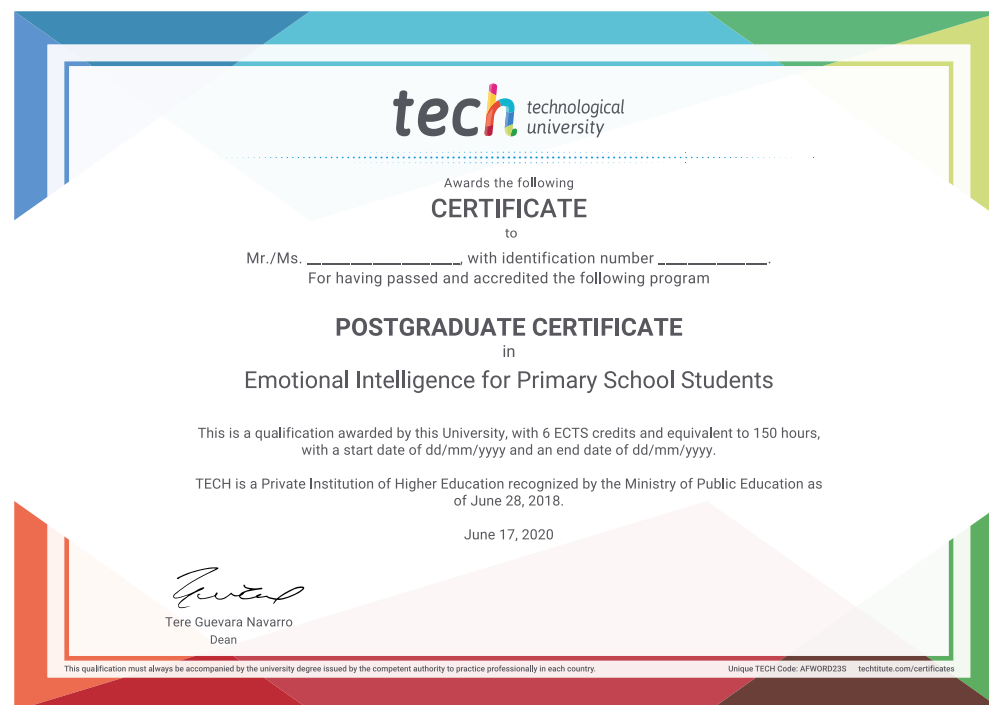 tech technological
university
Awards the following
CERTIFICATE
to
Mr./Ms. ____________________, with identification number ______________.
For having passed and accredited the following program
POSTGRADUATE CERTIFICATE
in
Emotional Intelligence for Primary School Students
This is a qualification awarded by this University, with 6 ECTS credits and equivalent to 150 hours,
with a start date of dd/mm/yyyy and an end date of dd/mm/yyyy.
TECH is a Private Institution of Higher Education recognized by the Ministry of Public Education as
of June 28, 2018.
June 17, 2020
Tere Guevara Navarro
Dean
This qualification must always be accompanied by the university degree issued by the competent authority to practice professionally in each country.
Unique TECH Code: AFWORD23S techtitute.com/certificates